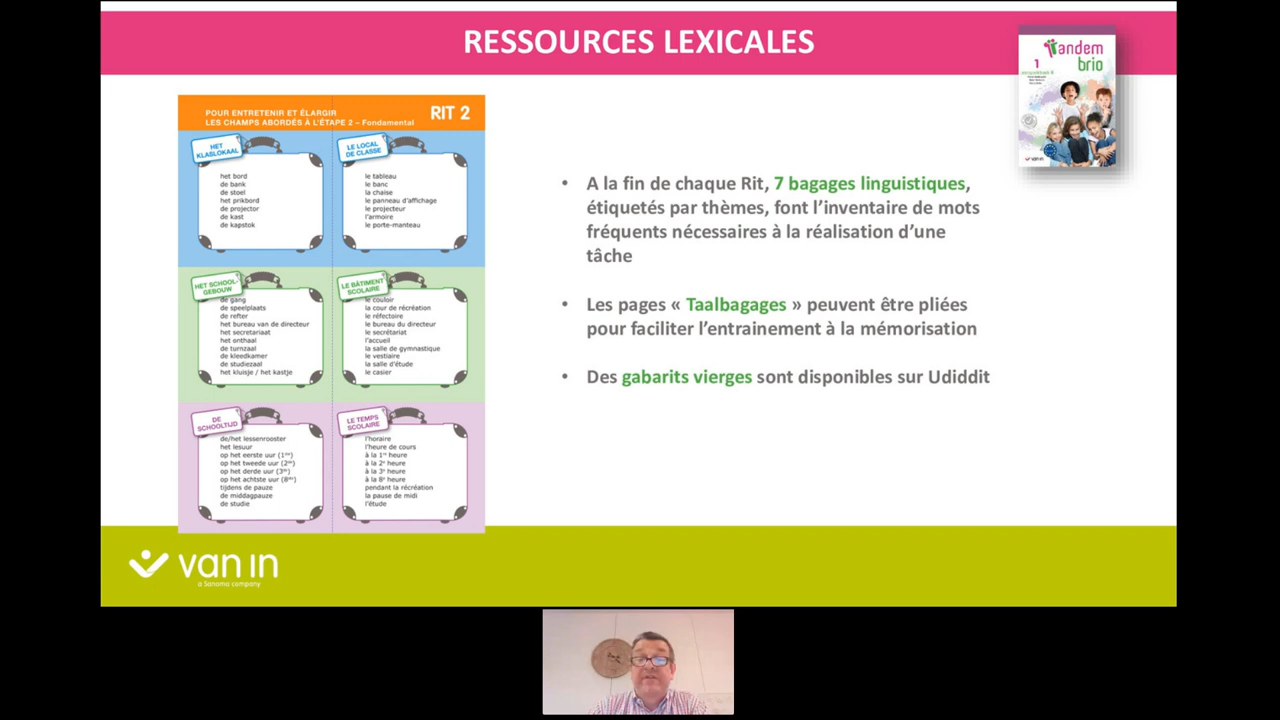 RESSOURCES LEXICALES
Tandem
brio
1
van in
POUR ENTRETENIR ET ÉLARGIR
LES CHAMPS ABORDÉS À L'ÉTAPE 2 – Fondamental
RIT 2
HET
KLASLOKAAL
het bord
de bank
de stoel
het prikbord
de projector
de kast
de kapstok
LE LOCAL
DE CLASSE
le tableau
le banc
la chaise
le panneau d'affichage
le projecteur
l'armoire
le porte-manteau
HET SCHOOL-
GEBOUW
de gang
de speelplaats
de refter
het bureau van de directeur
het secretariaat
het onthaal
de turnzaal
de kleedkamer
de studiezaal
het kluisje / het kastje
LE BÂTIMENT
SCOLAIRE
le couloir
la cour de récréation
le réfectoire
le bureau du directeur
le secrétariat
l'accueil
la salle de gymnastique
le vestiaire
la salle d'étude
le casier
DE
SCHOOLTIJD
de/het lessenrooster
het lesuur
op het eerste uur (1ste)
op het tweede uur (2de)
op het derde uur (3de)
op het achtste uur (8ste)
tijdens de pauze
de middagpauze
de studie
LE TEMPS
SCOLAIRE
l'horaire
l'heure de cours
à la 1re heure
à la 2e heure
à la 3e heure
à la 8e heure
pendant la récréation
la pause de midi
l'étude
• A la fin de chaque Rit, 7 bagages linguistiques,
étiquetés par thèmes, font l'inventaire de mots
fréquents nécessaires à la réalisation d'une
tâche
• Les pages « Taalbagages » peuvent être pliées
pour faciliter l'entrainement à la mémorisation
• Des gabarits vierges sont disponibles sur Udiddit
van in
a Sanoma company